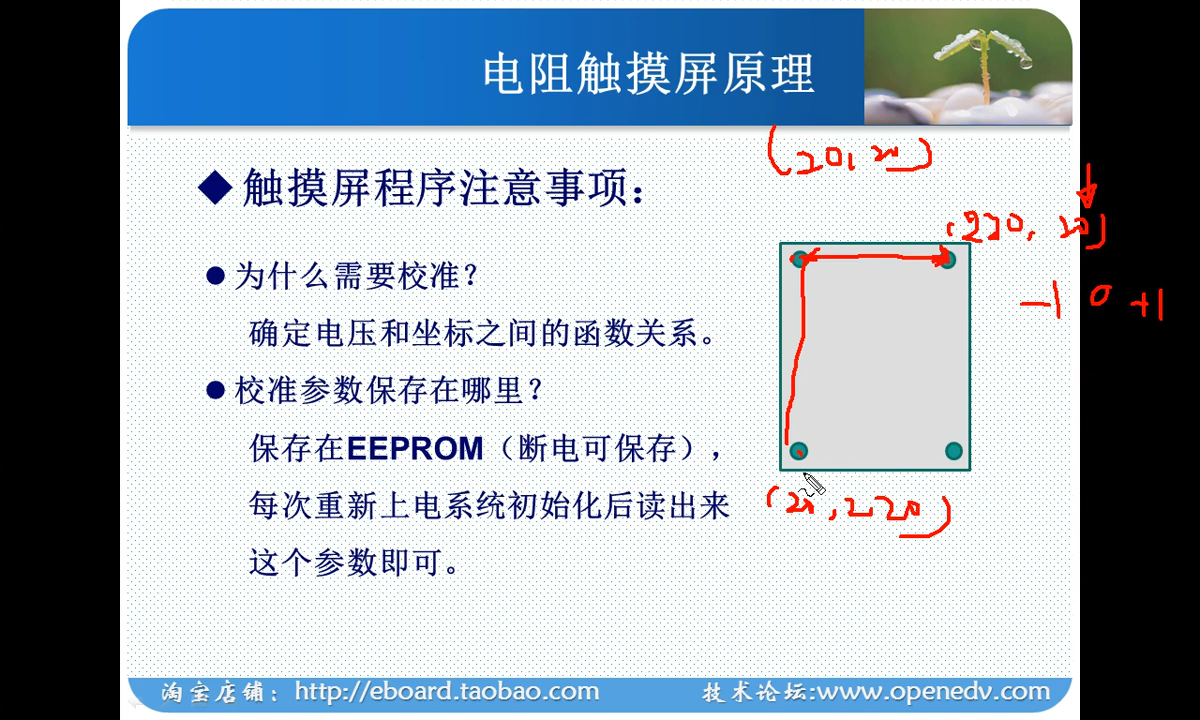 电阻触摸屏原理
(20, 20)
◆ 触摸屏程序注意事项：
(220, 20)
● 为什么需要校准？
-1 0 +1
确定电压和坐标之间的函数关系。
● 校准参数保存在哪里？
保存在EEPROM（断电可保存），
每次重新上电系统初始化后读出来
(20, 220)
这个参数即可。
淘宝店铺：http://eboard.taobao.com
技术论坛:www.openedv.com